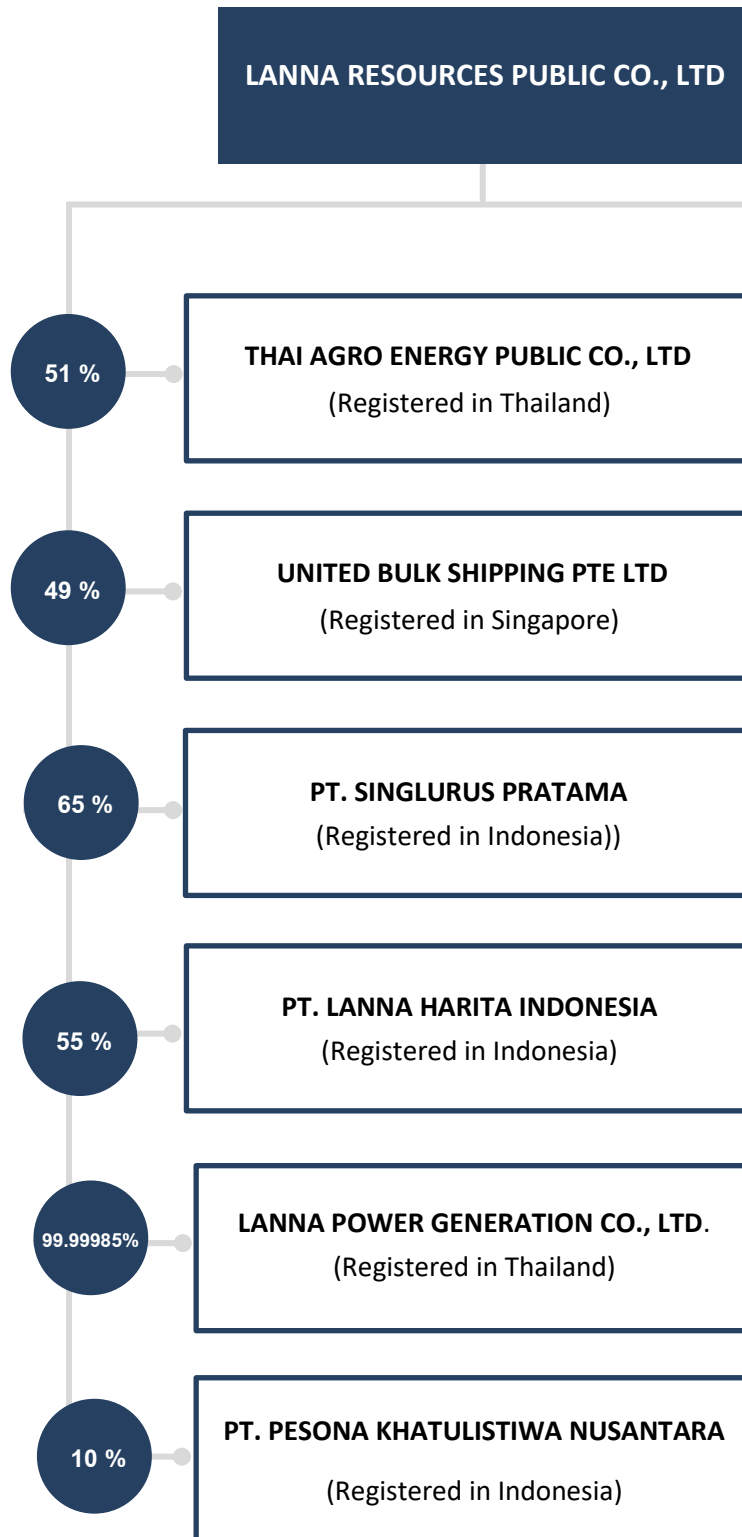 LANNA RESOURCES PUBLIC CO., LTD
51 %
THAI AGRO ENERGY PUBLIC CO., LTD
(Registered in Thailand)
49 %
UNITED BULK SHIPPING PTE LTD
(Registered in Singapore)
65 %
PT. SINGLURUS PRATAMA
(Registered in Indonesia))
55 %
PT. LANNA HARITA INDONESIA
(Registered in Indonesia)
99.99985%
LANNA POWER GENERATION CO., LTD.
(Registered in Thailand)
10 %
PT. PESONA KHATULISTIWA NUSANTARA
(Registered in Indonesia)